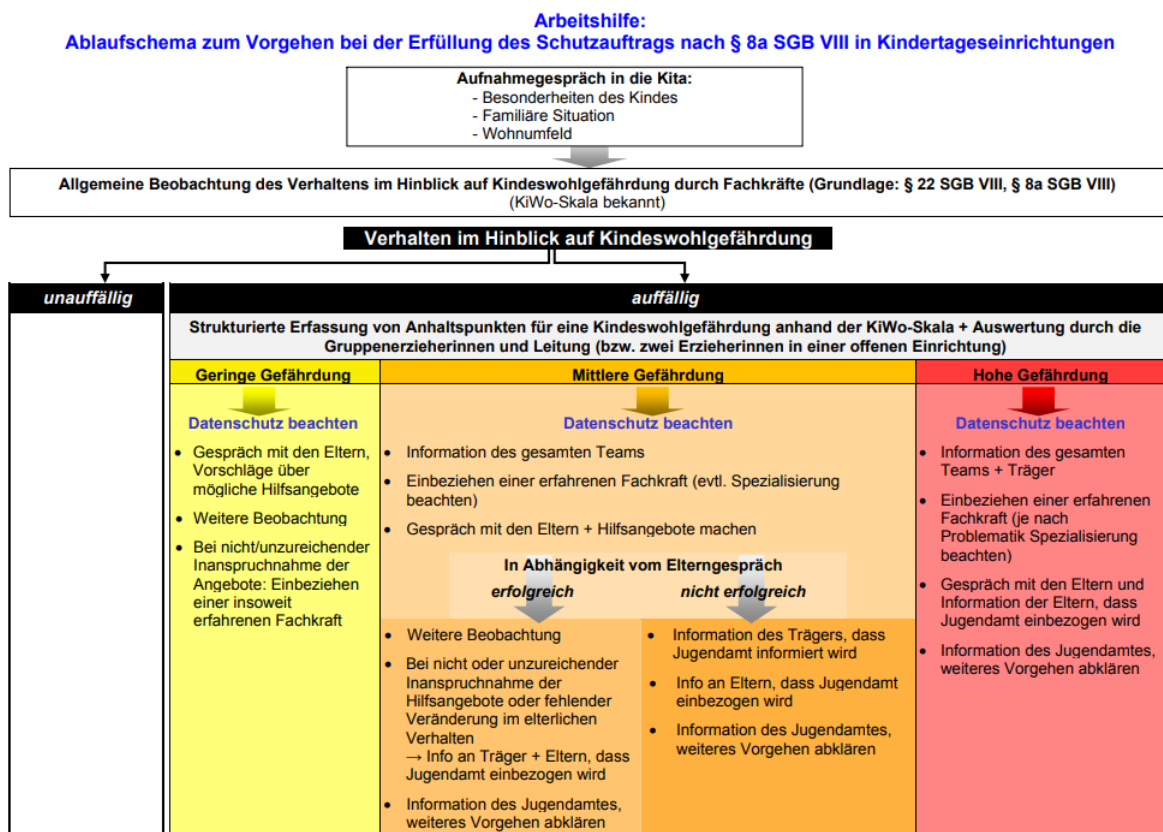 Arbeitshilfe:
Ablaufschema zum Vorgehen bei der Erfüllung des Schutzauftrags nach § 8a SGB VIII in Kindertageseinrichtungen
Aufnahmegespräch in die Kita:
- Besonderheiten des Kindes
- Familiäre Situation
- Wohnumfeld
Allgemeine Beobachtung des Verhaltens im Hinblick auf Kindeswohlgefährdung durch Fachkräfte (Grundlage: § 22 SGB VIII, § 8a SGB VIII)
(KiWo-Skala bekannt)
Verhalten im Hinblick auf Kindeswohlgefährdung
unauffällig
auffällig
Strukturierte Erfassung von Anhaltspunkten für eine Kindeswohlgefährdung anhand der KiWo-Skala + Auswertung durch die
Gruppenerzieherinnen und Leitung (bzw. zwei Erzieherinnen in einer offenen Einrichtung)
Geringe Gefährdung
Datenschutz beachten
• Gespräch mit den Eltern,
Vorschläge über
mögliche Hilfsangebote
• Weitere Beobachtung
• Bei nicht/unzureichender
Inanspruchnahme der
Angebote: Einbeziehen
einer insoweit
erfahrenen Fachkraft
Mittlere Gefährdung
Datenschutz beachten
• Information des gesamten Teams
• Einbeziehen einer erfahrenen Fachkraft (evtl. Spezialisierung
beachten)
• Gespräch mit den Eltern + Hilfsangebote machen
In Abhängigkeit vom Elterngespräch
erfolgreich
nicht erfolgreich
• Weitere Beobachtung
• Bei nicht oder unzureichender
Inanspruchnahme der
Hilfsangebote oder fehlender
Veränderung im elterlichen
Verhalten
→ Info an Träger + Eltern, dass
Jugendamt einbezogen wird
• Information des Jugendamtes,
weiteres Vorgehen abklären
• Information des Trägers, dass
Jugendamt informiert wird
• Info an Eltern, dass Jugendamt
einbezogen wird
• Information des Jugendamtes,
weiteres Vorgehen abklären
Hohe Gefährdung
Datenschutz beachten
• Information des gesamten
Teams + Träger
• Einbeziehen einer erfahrenen
Fachkraft (je nach
Problematik Spezialisierung
beachten)
• Gespräch mit den Eltern und
Information der Eltern, dass
Jugendamt einbezogen wird
• Information des Jugendamtes,
weiteres Vorgehen abklären